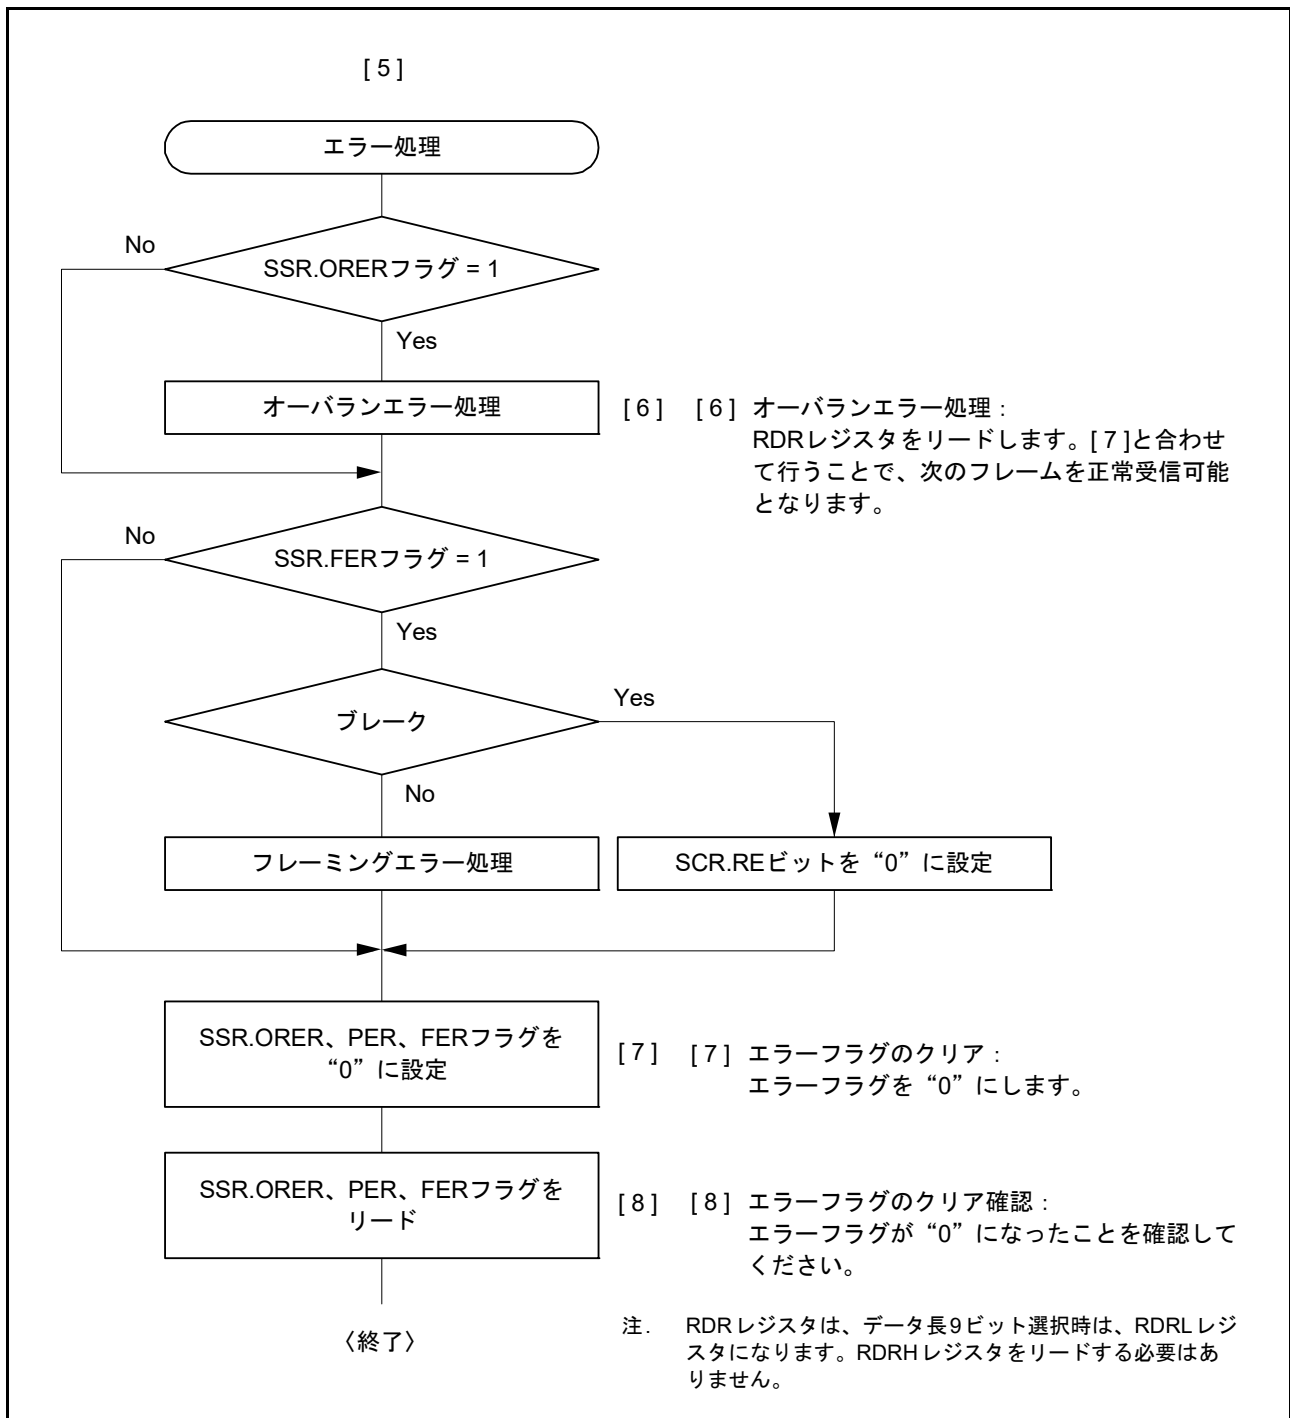 [ 5 ]
エラー処理
No
SSR.ORERフラグ = 1
Yes
オーバランエラー処理
[ 6 ]
[ 6 ] オーバランエラー処理：
RDRレジスタをリードします。[ 7 ]と合わせ
て行うことで、次のフレームを正常受信可能
となります。
No
SSR.FERフラグ = 1
Yes
ブレーク
Yes
No
フレーミングエラー処理
SCR.REビットを“0”に設定
SSR.ORER、PER、FERフラグを
“0”に設定
[ 7 ]
[ 7 ] エラーフラグのクリア：
エラーフラグを“0”にします。
SSR.ORER、PER、FERフラグを
リード
[ 8 ]
[ 8 ] エラーフラグのクリア確認：
エラーフラグが“0”になったことを確認して
ください。
〈終了〉
注. RDRレジスタは、データ長9ビット選択時は、RDRLレジ
スタになります。RDRHレジスタをリードする必要はあ
りません。